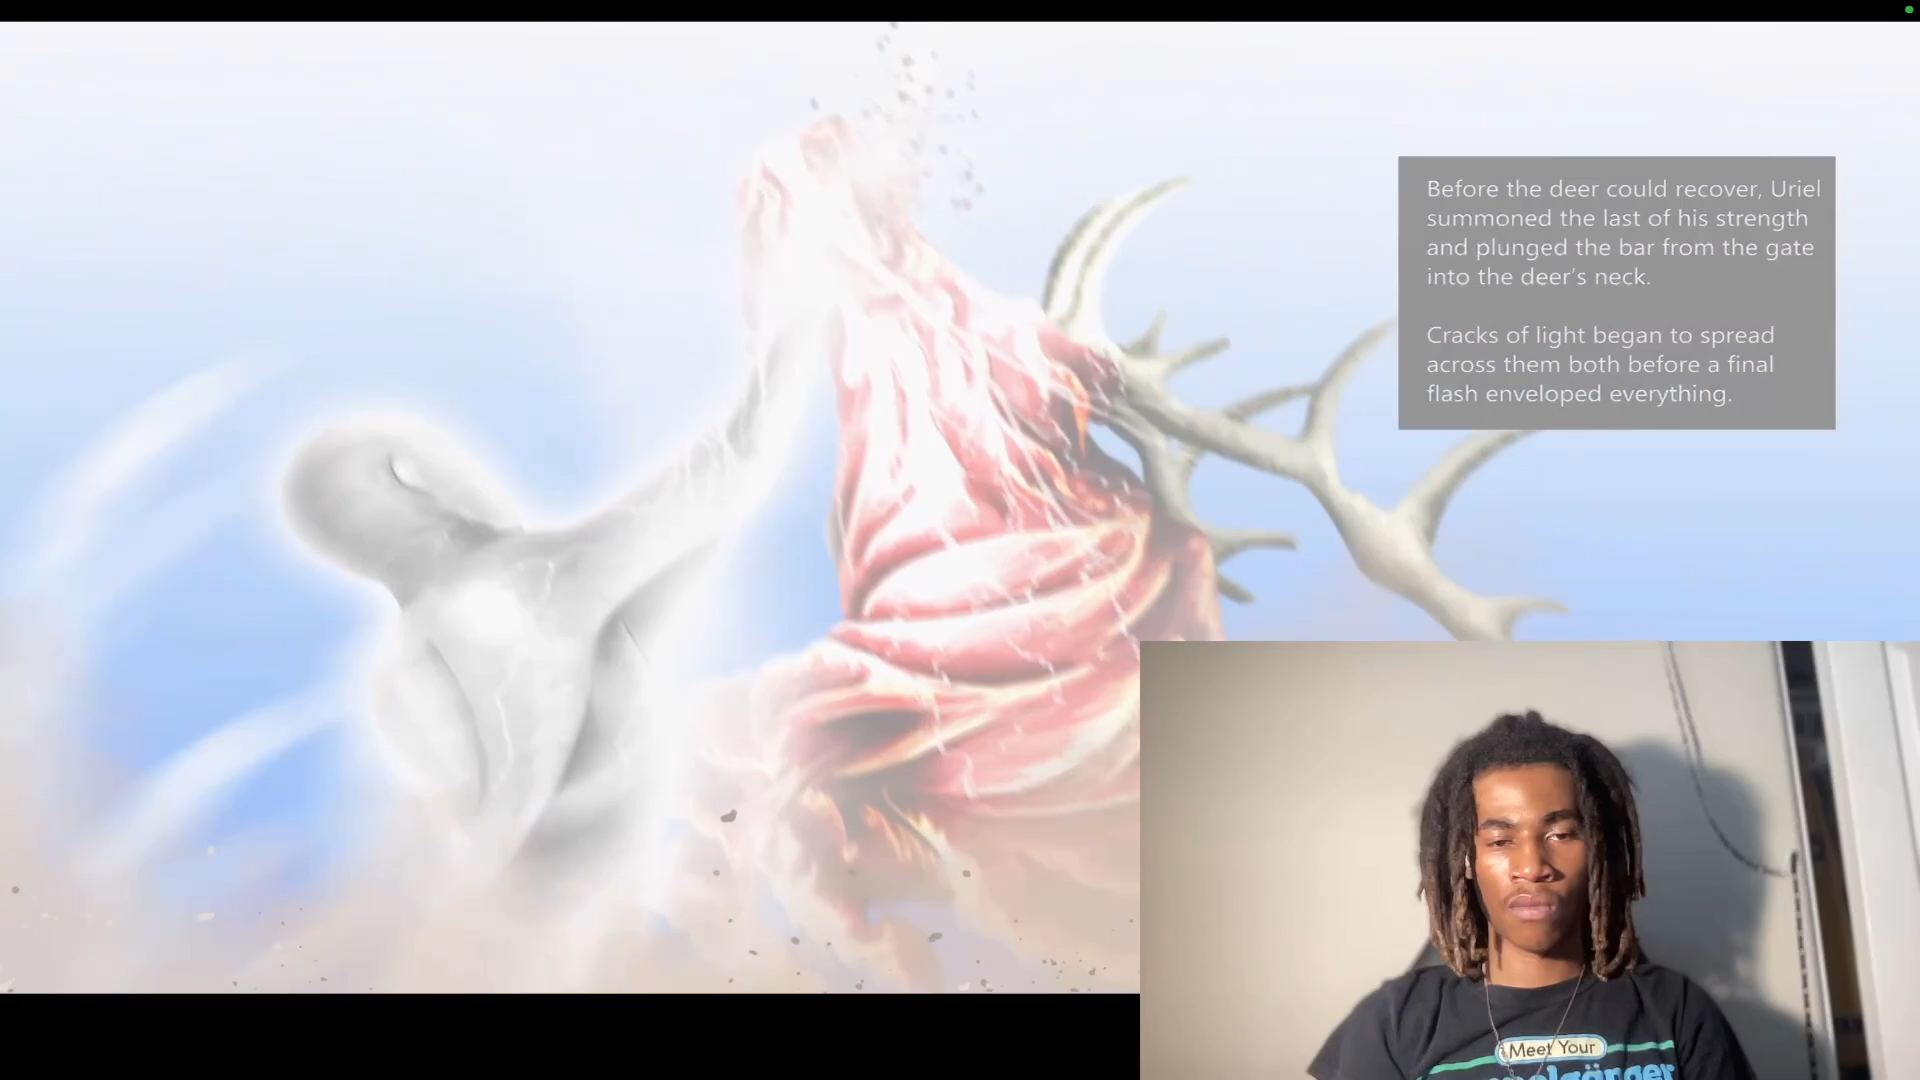 Before the deer could recover, Uriel
summoned the last of his strength
and plunged the bar from the gate
into the deer's neck.
Cracks of light began to spread
across them both before a final
flash enveloped everything.
Meet Your